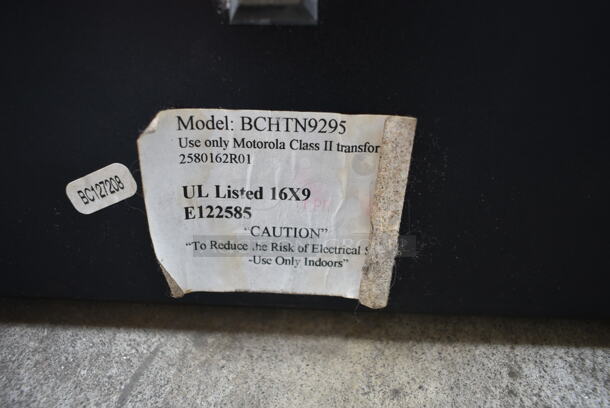 Model: BCHTN9295
Use only Motorola Class II transfor
2580162R01
UL Listed 16X9
E122585
"CAUTION"
"To Reduce the Risk of Electrical S
-Use Only Indoors"
BC127208